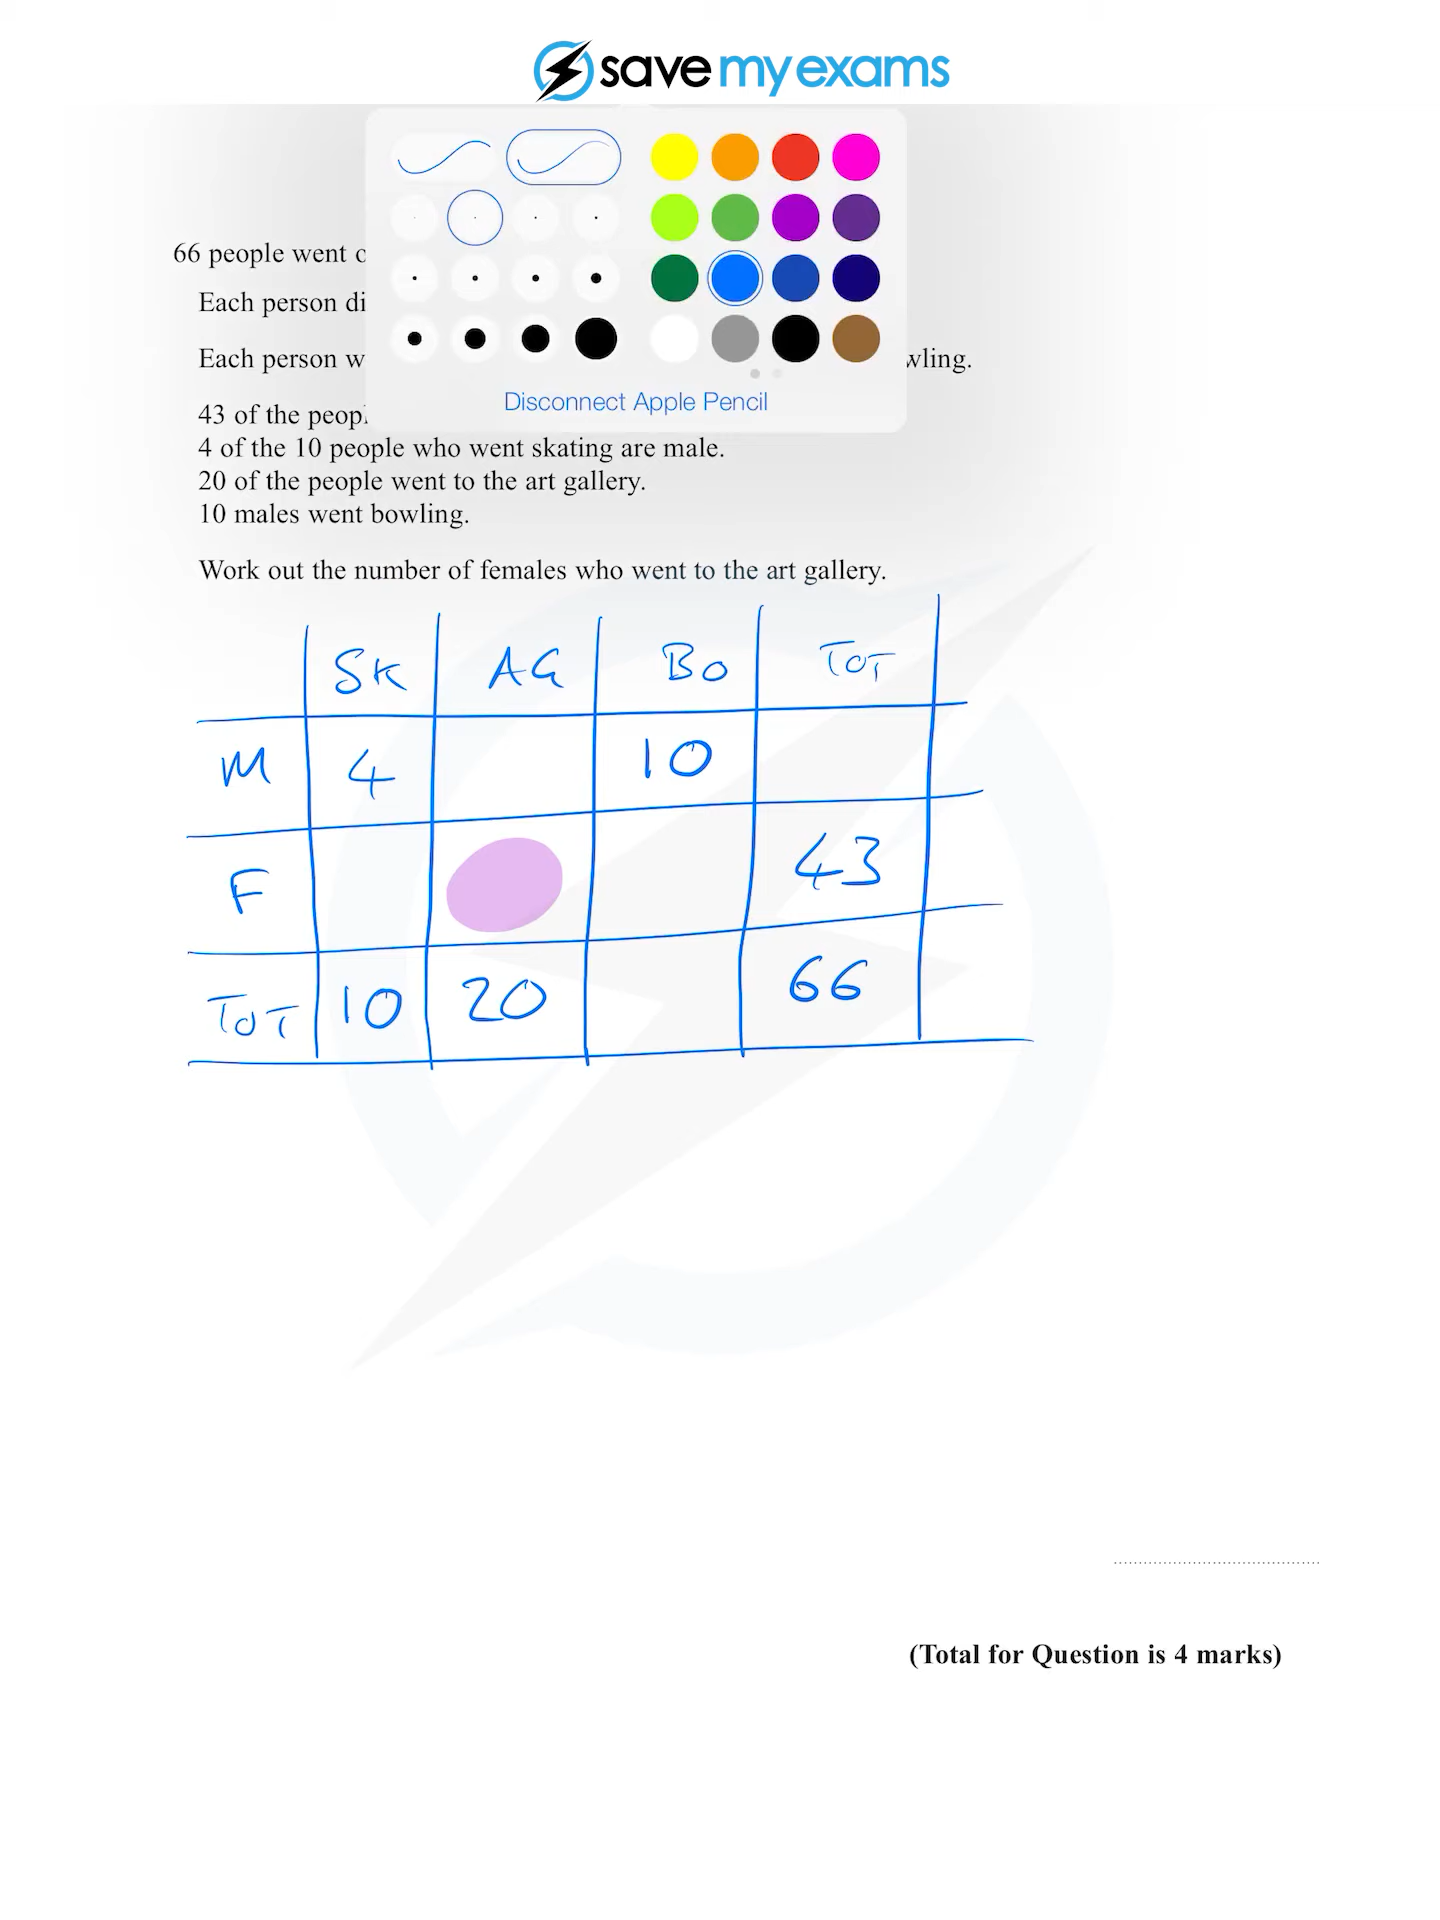 save my exams
66 people went
Each person
Each person
wling.
43 of the peopl
4 of the 10 people who went skating are male.
20 of the people went to the art gallery.
10 males went bowling.
Work out the number of females who went to the art gallery.
Disconnect Apple Pencil
SK AG BO TOT
M 4 10
F 43
TOT 10 20 66
(Total for Question is 4 marks)